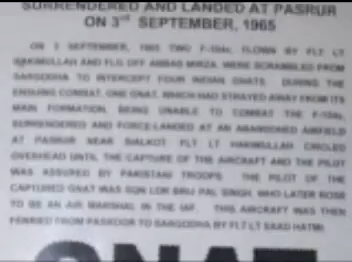 SURRENDERED AND LANDED AT PASRUR
ON 3rd SEPTEMBER, 1965
ON 3 SEPTEMBER, 1965 TWO F-104s, FLOWN BY FLT LT
HAKIMULLAH AND FLG OFF ABBAS MIRZA, WERE SCRAMBLED FROM
SARGODHA TO INTERCEPT FOUR INDIAN GNATS. DURING THE
ENSUING COMBAT, ONE GNAT, WHICH HAD STRAYED AWAY FROM ITS
MAIN FORMATION, BEING UNABLE TO COMBAT THE F-104s,
SURRENDERED AND FORCE-LANDED AT AN ABANDONED AIRFIELD
AT PASRUR NEAR SIALKOT. FLT LT HAKIMULLAH CIRCLED
OVERHEAD UNTIL THE CAPTURE OF THE AIRCRAFT AND THE PILOT
WAS ASSURED BY PAKISTANI TROOPS. THE PILOT OF THE
CAPTURED GNAT WAS SQN LDR BRIJ PAL SINGH, WHO LATER ROSE
TO BE AN AIR MARSHAL IN THE IAF. THIS AIRCRAFT WAS THEN
FERRIED FROM PASROOR TO SARGODHA BY FLT LT SAAD HATMI.
GNAT